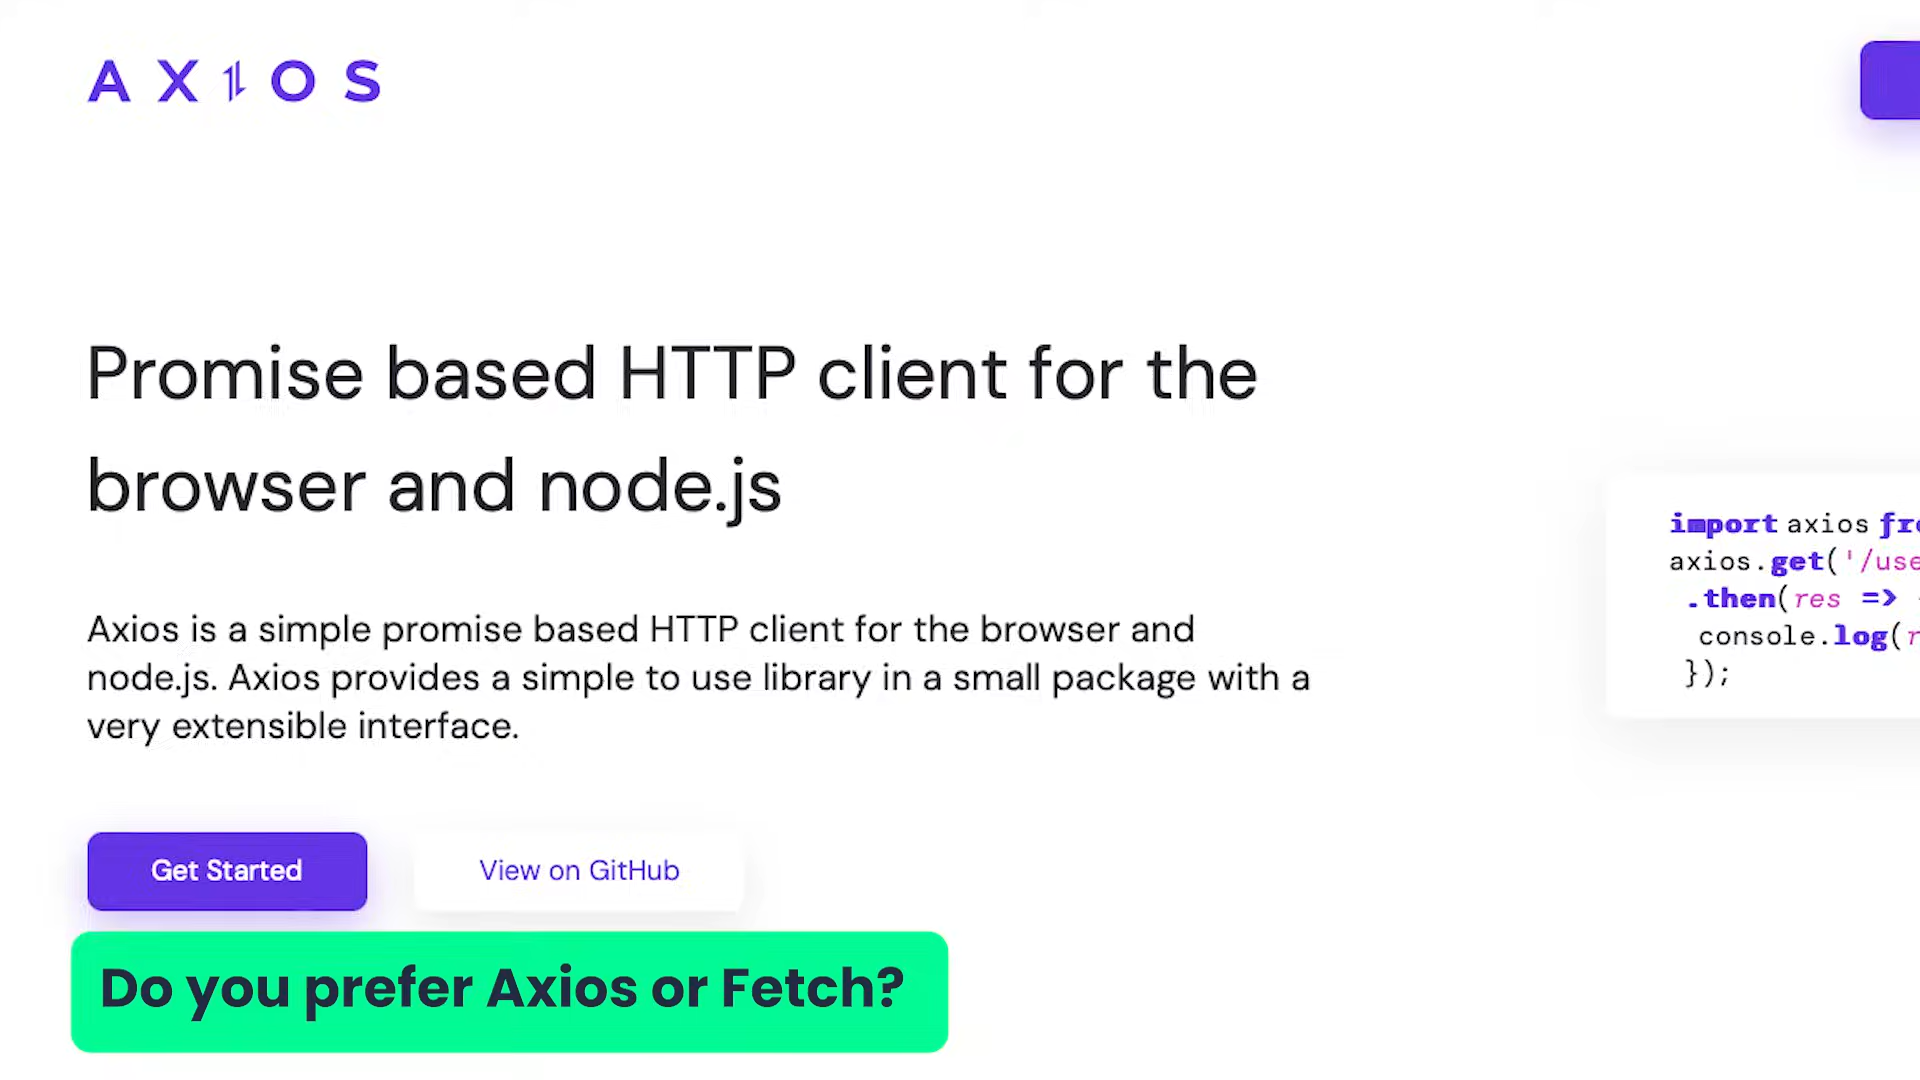 AXIOS
Promise based HTTP client for the
browser and node.js
Axios is a simple promise based HTTP client for the browser and
node.js. Axios provides a simple to use library in a small package with a
very extensible interface.
import axios
axios.get('/use
.then(res =>
console.log(
});
Get Started
View on GitHub
Do you prefer Axios or Fetch?